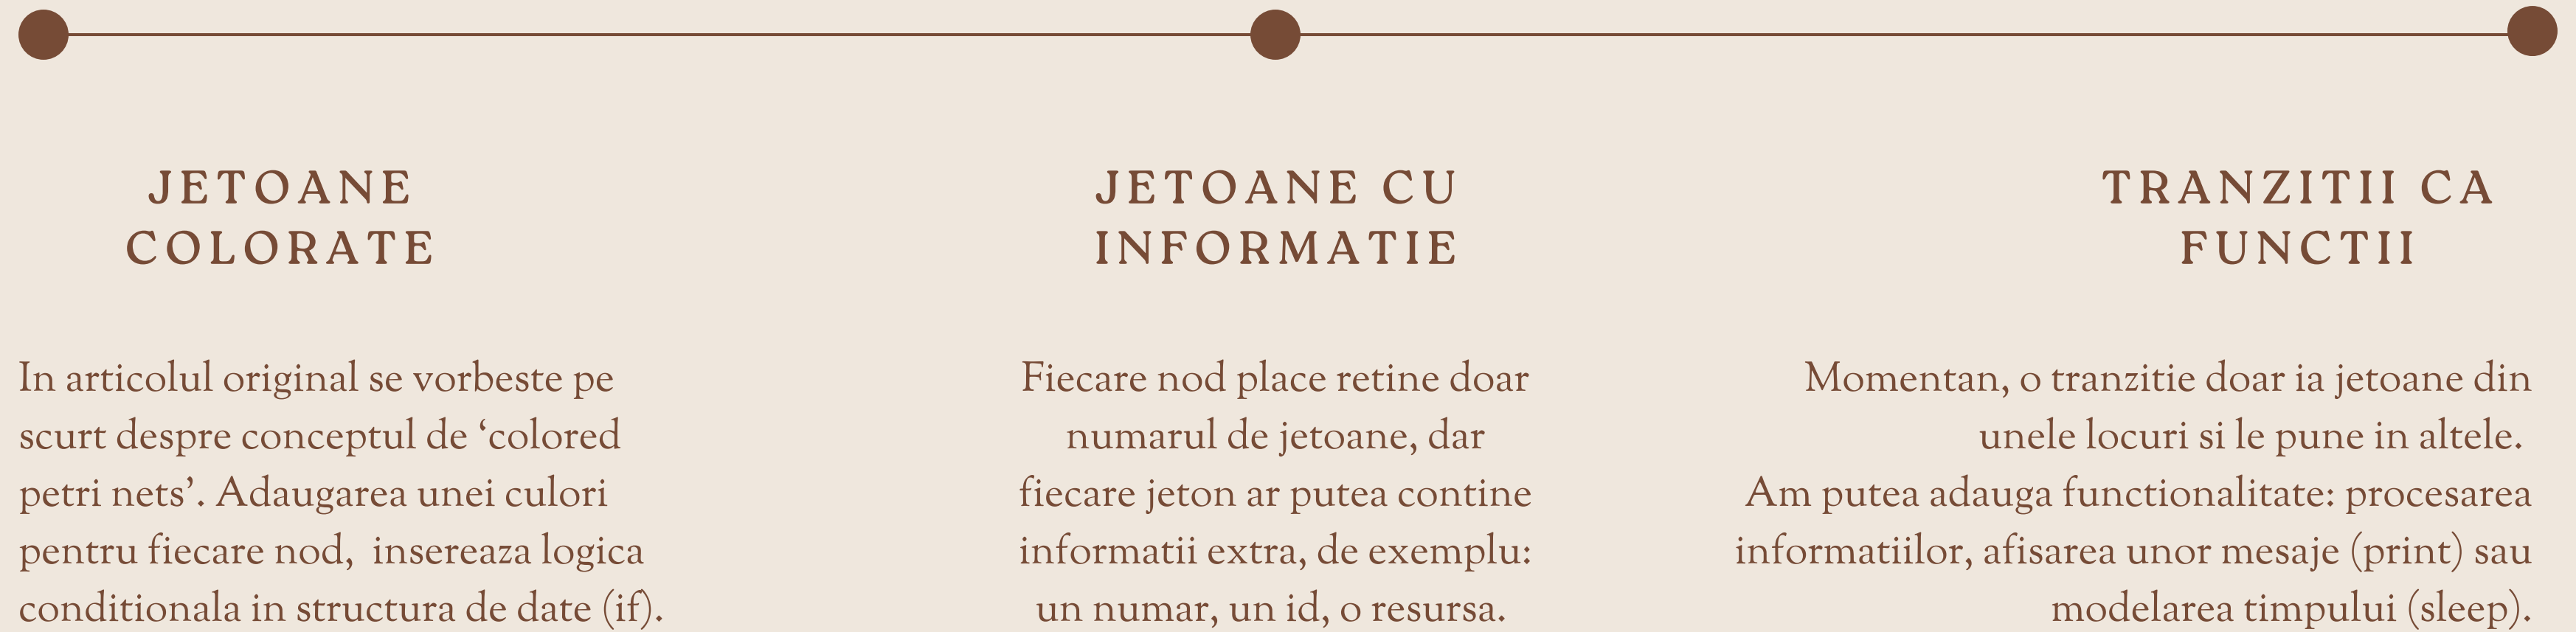 JETOANE
COLORATE
In articolul original se vorbeste pe
scurt despre conceptul de ‘colored
petri nets’. Adaugarea unei culori
pentru fiecare nod,  insereaza logica
conditionala in structura de date (if).
JETOANE CU
INFORMATIE
Fiecare nod place retine doar
numarul de jetoane, dar
fiecare jeton ar putea contine
informatii extra, de exemplu:
un numar, un id, o resursa.
TRANZITII CA
FUNCTII
Momentan, o tranzitie doar ia jetoane din
unele locuri si le pune in altele.
Am putea adauga functionalitate: procesarea
informatiilor, afisarea unor mesaje (print) sau
modelarea timpului (sleep).